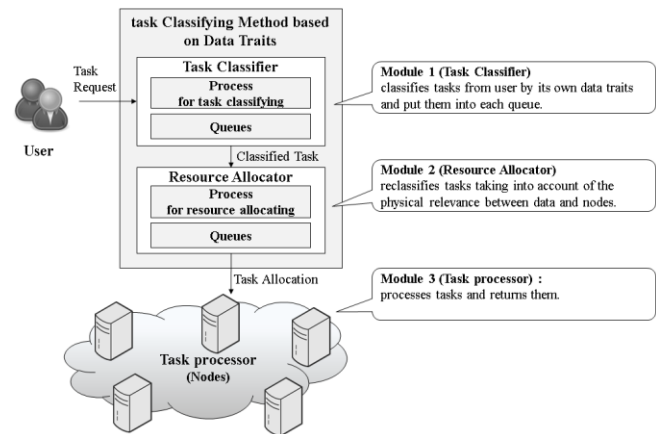 task Classifying Method based
on Data Traits
Task Classifier
Process
for task classifying
Queues
Task
Request
User
Classified Task
Resource Allocator
Process
for resource allocating
Queues
Task Allocation
Task processor
(Nodes)
Module 1 (Task Classifier)
classifies tasks from user by its own data traits
and put them into each queue.
Module 2 (Resource Allocator)
reclassifies tasks taking into account of the
physical relevance between data and nodes.
Module 3 (Task processor) :
processes tasks and returns them.